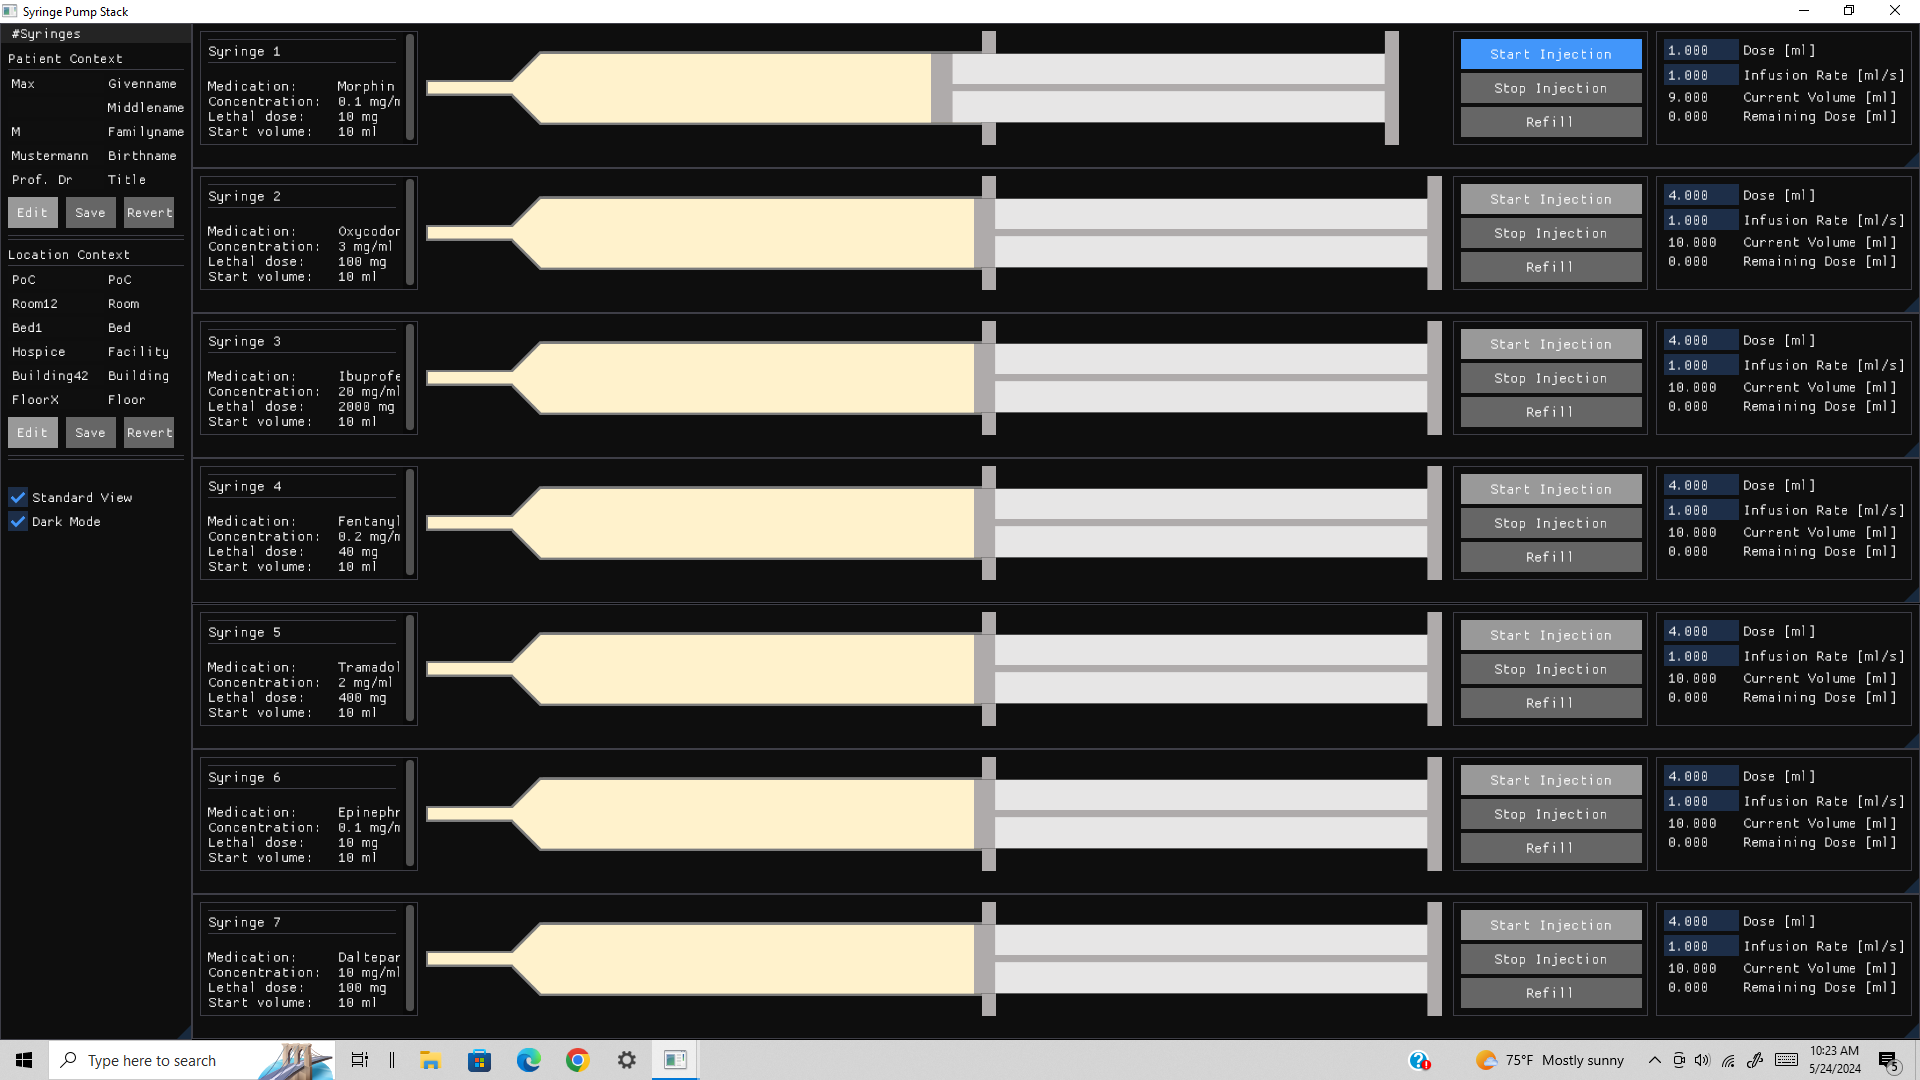 Syringe Pump Stack
#Syringes
Patient Context
Max Givenname
Middlename
M Familyname
Mustermann Birthname
Prof. Dr Title
Edit Save Revert
Location Context
PoC PoC
Room12 Room
Bed1 Bed
Hospice Facility
Building42 Building
FloorX Floor
Edit Save Revert
Standard View
Dark Mode
Syringe 1
Medication: Morphin
Concentration: 0.1 mg/m
Lethal dose: 10 mg
Start volume: 10 ml
Start Injection
Stop Injection
Refill
1.000 Dose [ml]
1.000 Infusion Rate [ml/s]
9.000 Current Volume [ml]
0.000 Remaining Dose [ml]
Syringe 2
Medication: Oxycodor
Concentration: 3 mg/ml
Lethal dose: 100 mg
Start volume: 10 ml
Start Injection
Stop Injection
Refill
4.000 Dose [ml]
1.000 Infusion Rate [ml/s]
10.000 Current Volume [ml]
0.000 Remaining Dose [ml]
Syringe 3
Medication: Ibuprofe
Concentration: 20 mg/ml
Lethal dose: 2000 mg
Start volume: 10 ml
Start Injection
Stop Injection
Refill
4.000 Dose [ml]
1.000 Infusion Rate [ml/s]
10.000 Current Volume [ml]
0.000 Remaining Dose [ml]
Syringe 4
Medication: Fentanyl
Concentration: 0.2 mg/m
Lethal dose: 40 mg
Start volume: 10 ml
Start Injection
Stop Injection
Refill
4.000 Dose [ml]
1.000 Infusion Rate [ml/s]
10.000 Current Volume [ml]
0.000 Remaining Dose [ml]
Syringe 5
Medication: Tramadol
Concentration: 2 mg/ml
Lethal dose: 400 mg
Start volume: 10 ml
Start Injection
Stop Injection
Refill
4.000 Dose [ml]
1.000 Infusion Rate [ml/s]
10.000 Current Volume [ml]
0.000 Remaining Dose [ml]
Syringe 6
Medication: Epinephr
Concentration: 0.1 mg/m
Lethal dose: 10 mg
Start volume: 10 ml
Start Injection
Stop Injection
Refill
4.000 Dose [ml]
1.000 Infusion Rate [ml/s]
10.000 Current Volume [ml]
0.000 Remaining Dose [ml]
Syringe 7
Medication: Daltepar
Concentration: 10 mg/ml
Lethal dose: 100 mg
Start volume: 10 ml
Start Injection
Stop Injection
Refill
4.000 Dose [ml]
1.000 Infusion Rate [ml/s]
10.000 Current Volume [ml]
0.000 Remaining Dose [ml]
Type here to search
75°F Mostly sunny
10:23 AM
5/24/2024
5